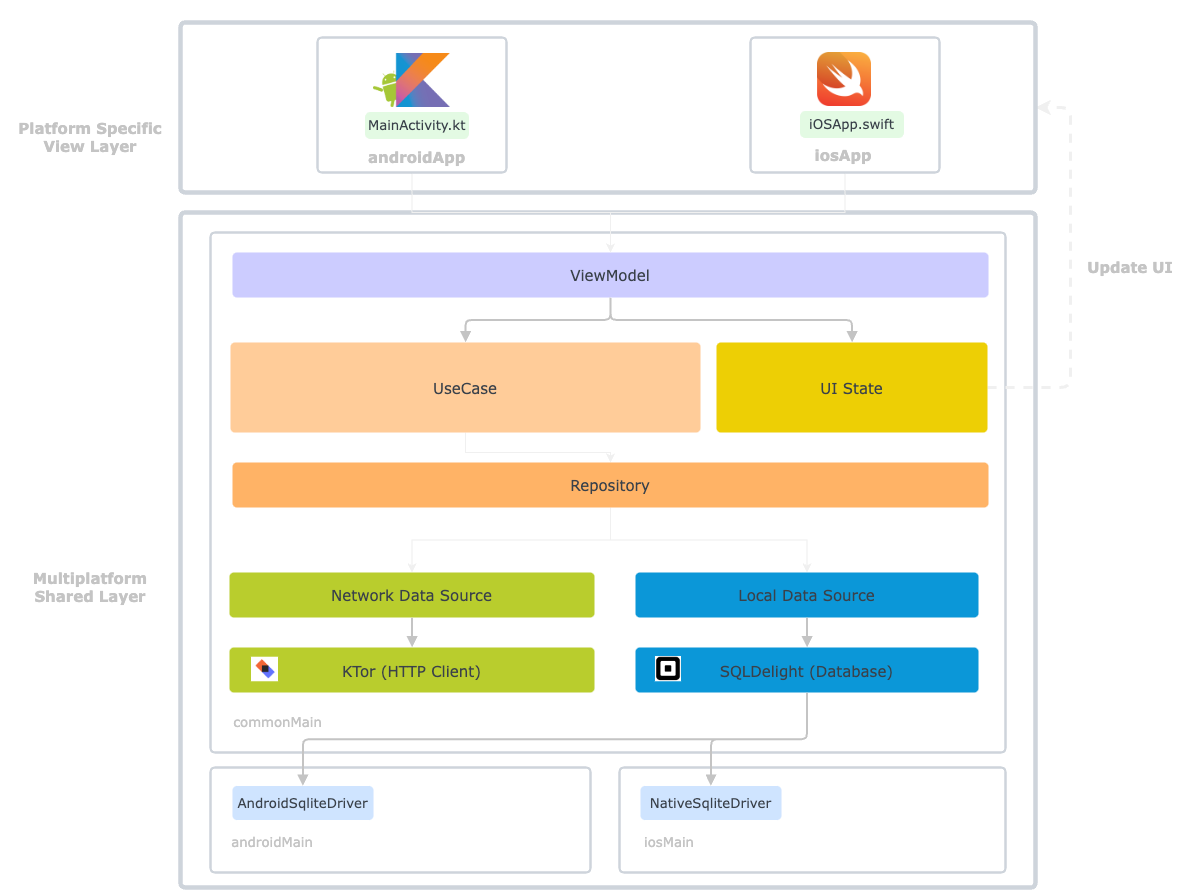 MainActivity.kt
androidApp
iOSApp.swift
iosApp
Platform Specific
View Layer
Update UI
ViewModel
UseCase
UI State
Repository
Multiplatform
Shared Layer
Network Data Source
Local Data Source
KTor (HTTP Client)
SQLDelight (Database)
commonMain
AndroidSqliteDriver
androidMain
NativeSqliteDriver
iosMain